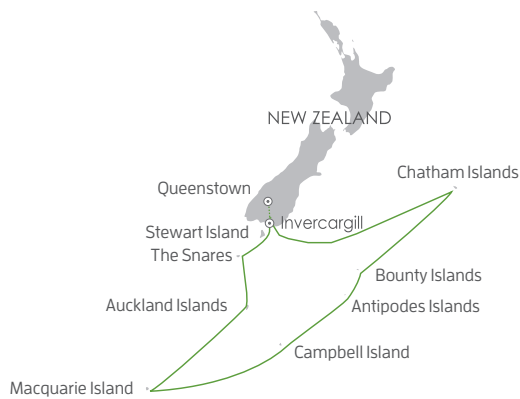 NEW ZEALAND
Chatham Islands
Queenstown
Invercargill
Stewart Island
The Snares
Bounty Islands
Auckland Islands
Antipodes Islands
Campbell Island
Macquarie Island